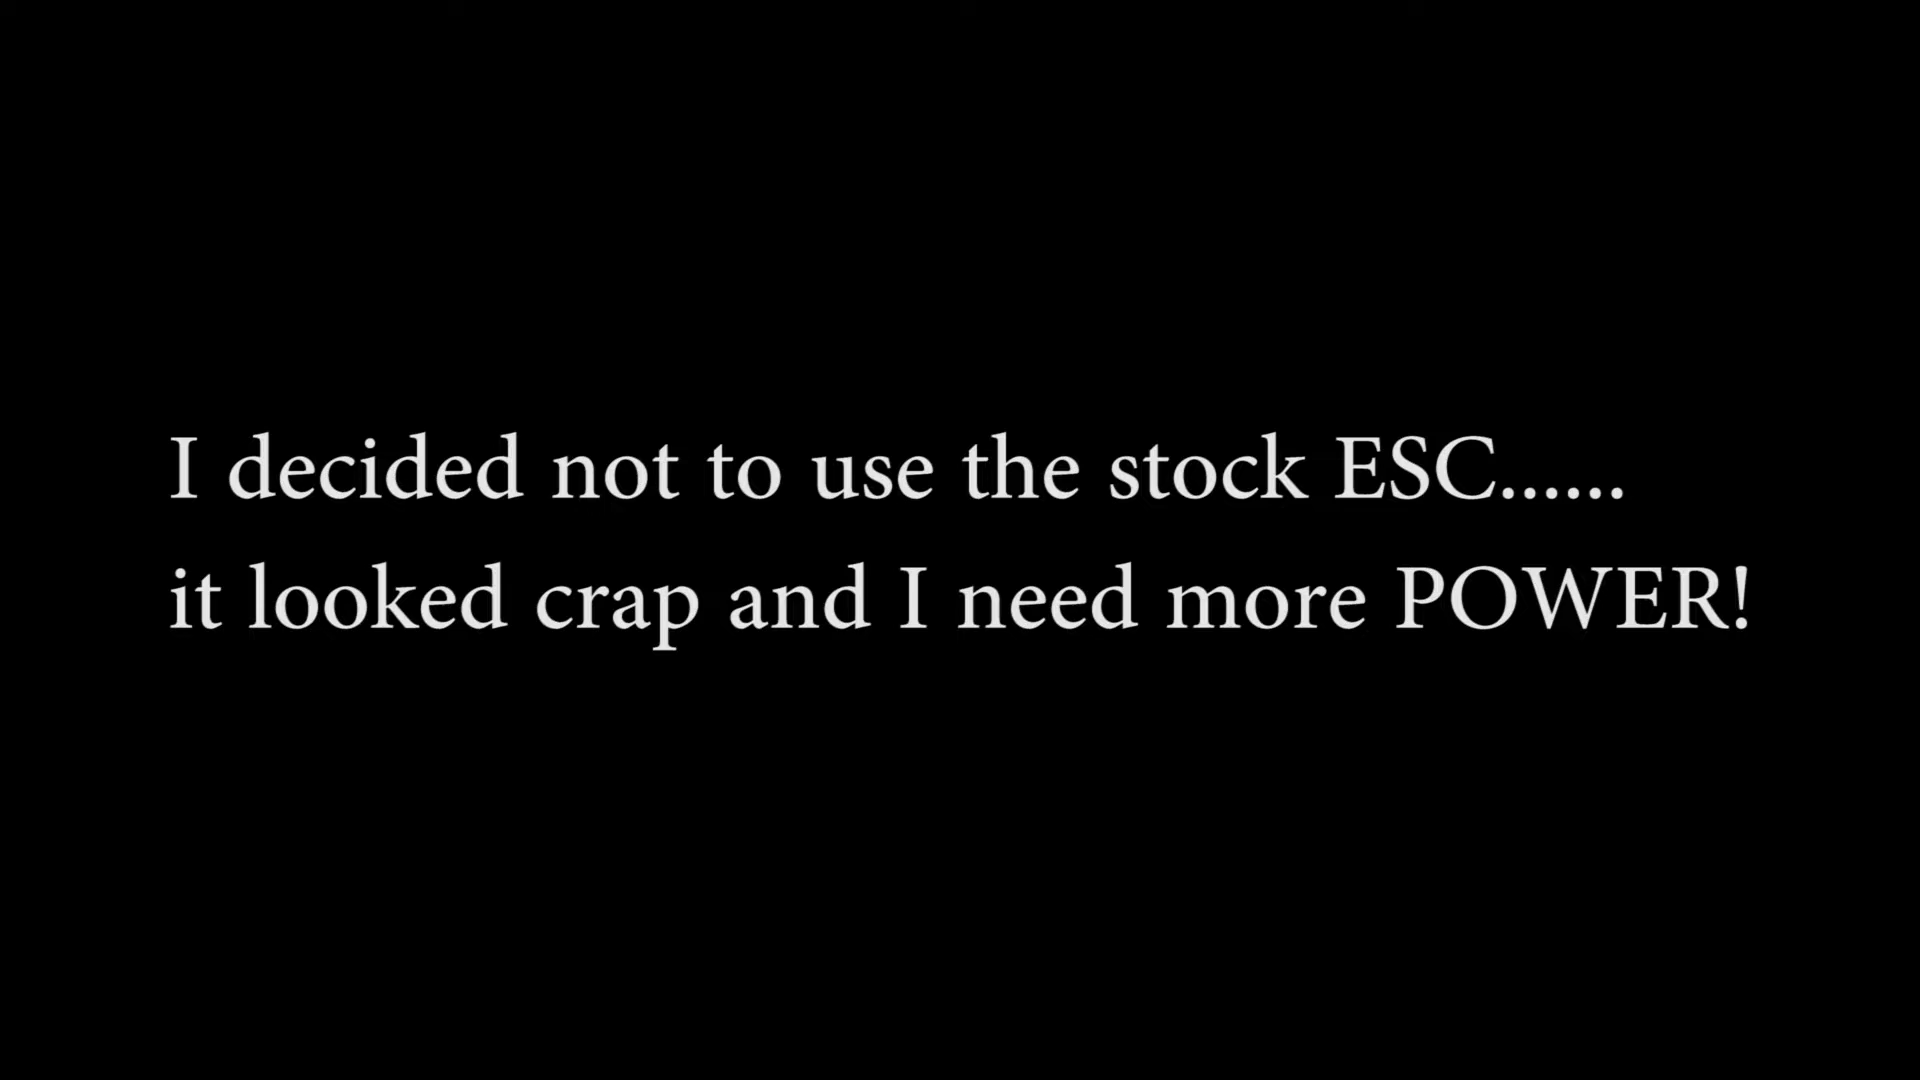 I decided not to use the stock ESC......
it looked crap and I need more POWER!